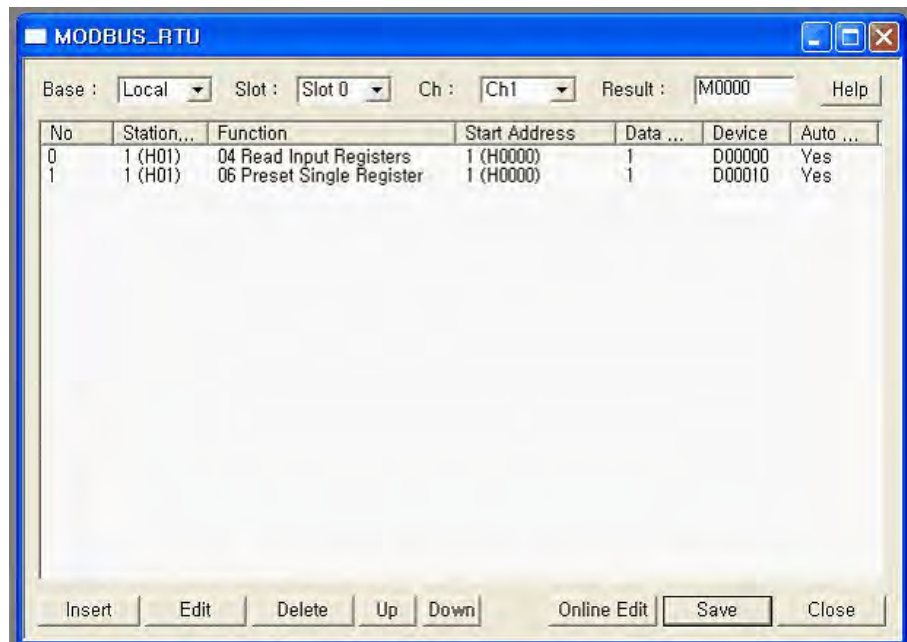 MODBUS_RTU
Base : Local Slot : Slot 0 Ch : Ch1 Result : M0000 Help
No Station... Function Start Address Data ... Device Auto ...
0 1 (H01) 04 Read Input Registers 1 (H0000) 1 D00000 Yes
1 1 (H01) 06 Preset Single Register 1 (H0000) 1 D00010 Yes
Insert Edit Delete Up Down Online Edit Save Close